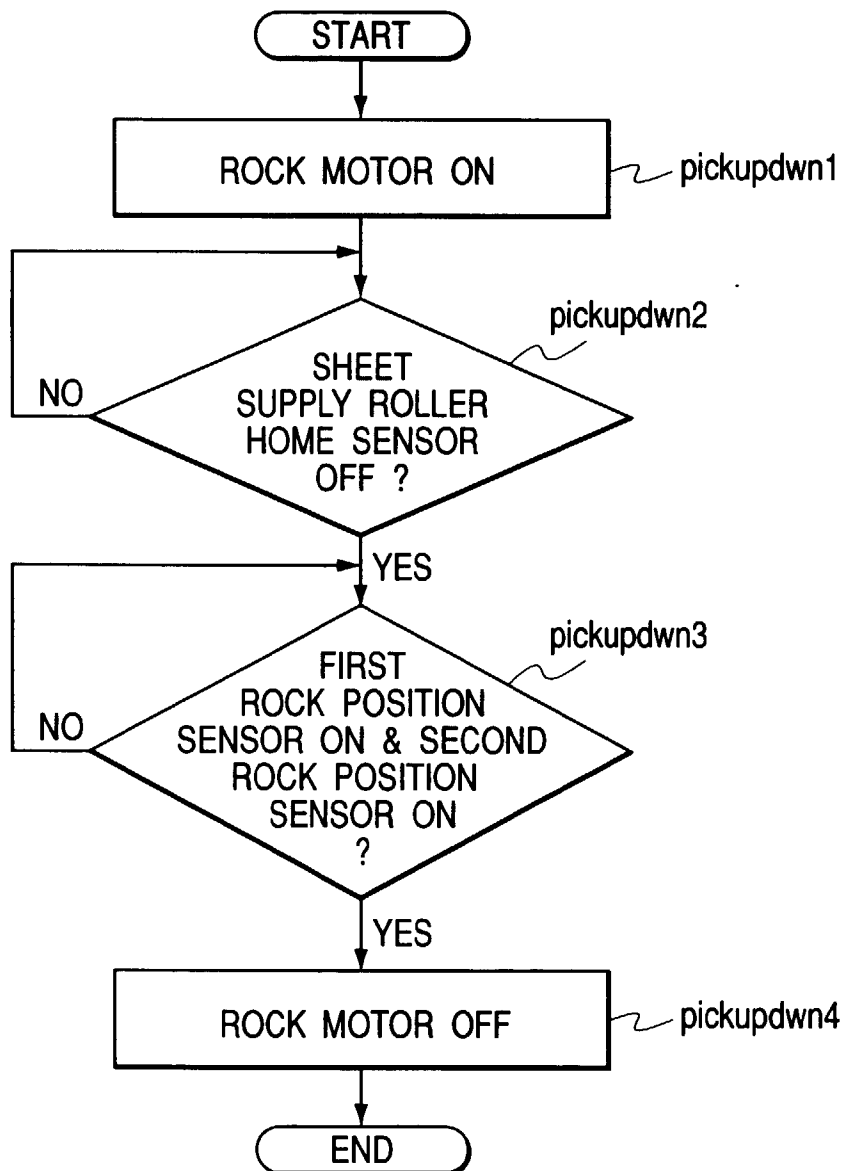 START
ROCK MOTOR ON
pickupdwn1
pickupdwn2
SHEET
SUPPLY ROLLER
HOME SENSOR
OFF ?
NO
YES
pickupdwn3
FIRST
ROCK POSITION
SENSOR ON & SECOND
ROCK POSITION
SENSOR ON
?
NO
YES
ROCK MOTOR OFF
pickupdwn4
END